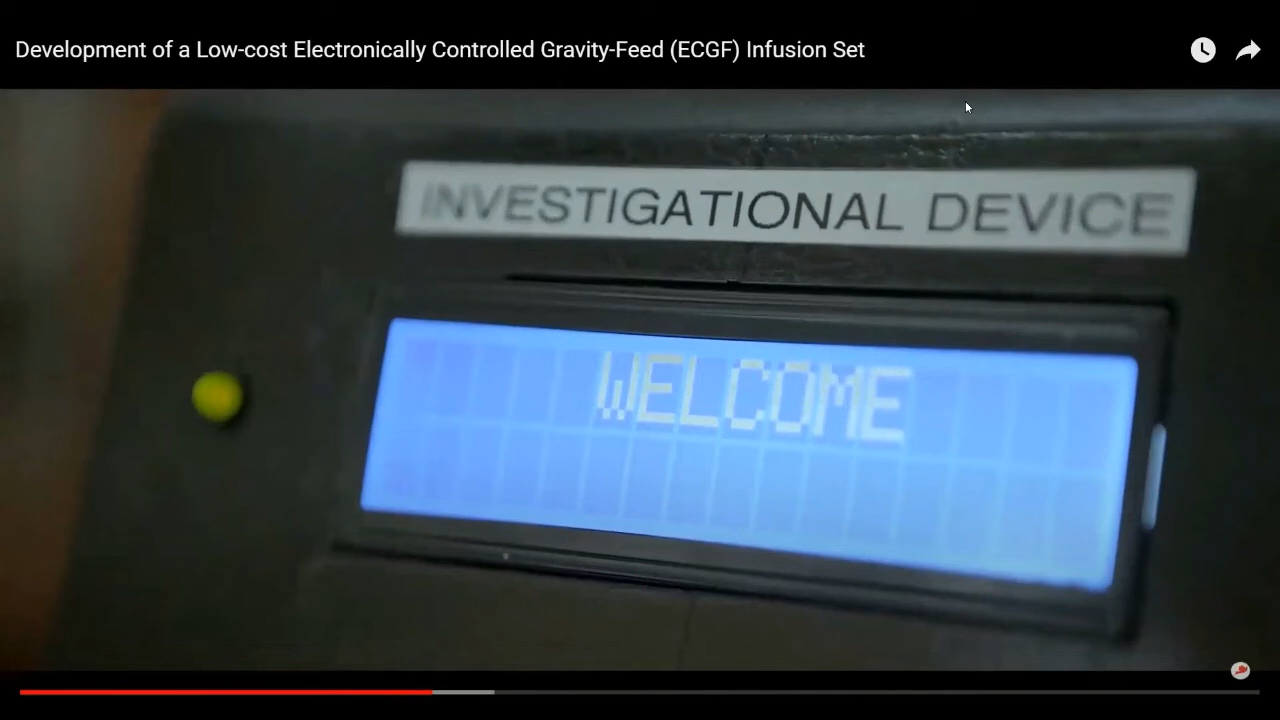 Development of a Low-cost Electronically Controlled Gravity-Feed (ECGF) Infusion Set
INVESTIGATIONAL DEVICE
WELCOME